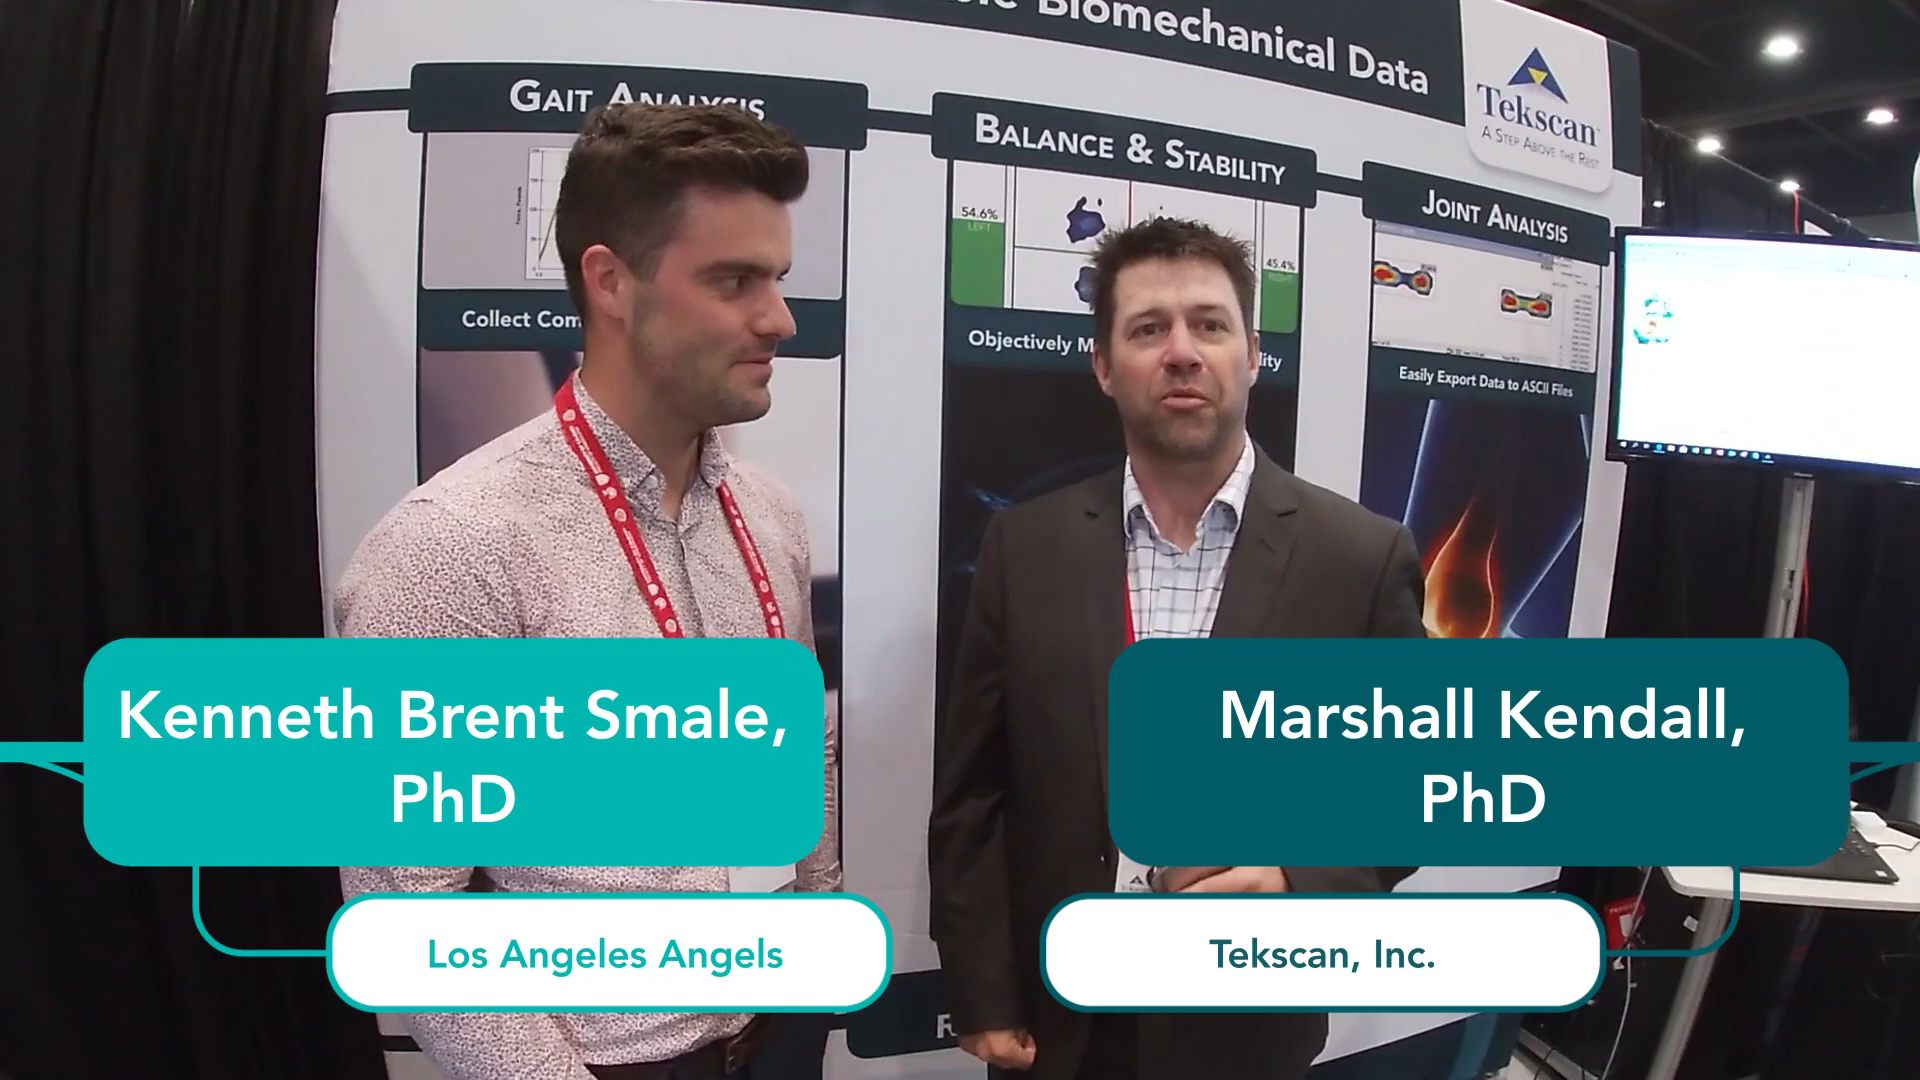 Biomechanical Data
Tekscan
A Step Above the Rest
GAIT ANALYSIS
BALANCE & STABILITY
JOINT ANALYSIS
54.6%
LEFT
45.4%
RIGHT
Collect
Objectively
Easily Export Data to ASCII Files
Kenneth Brent Smale,
PhD
Marshall Kendall,
PhD
Los Angeles Angels
Tekscan, Inc.